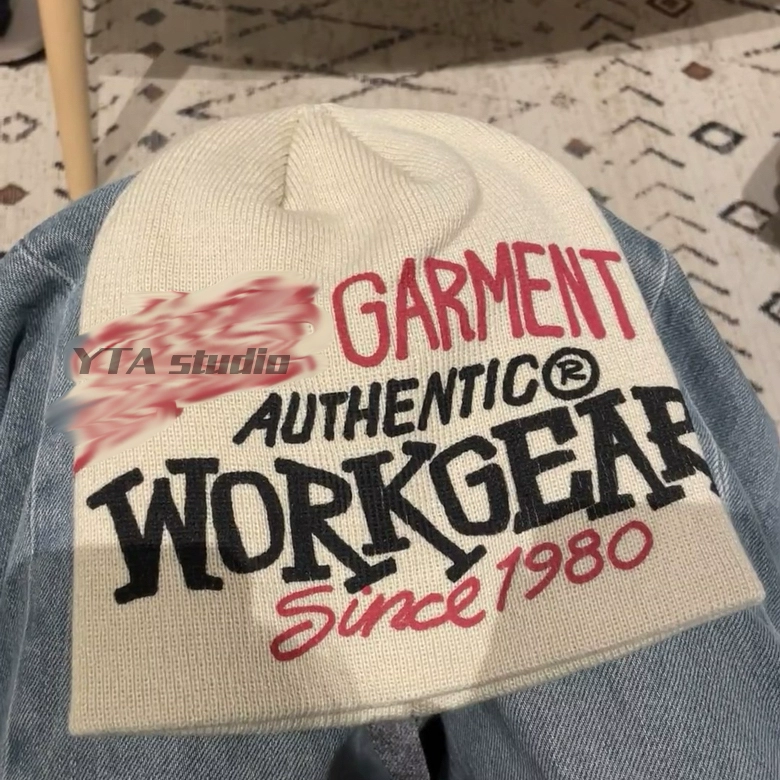 GARMENT
YTA studio
AUTHENTIC®
WORKGEAR
Since 1980